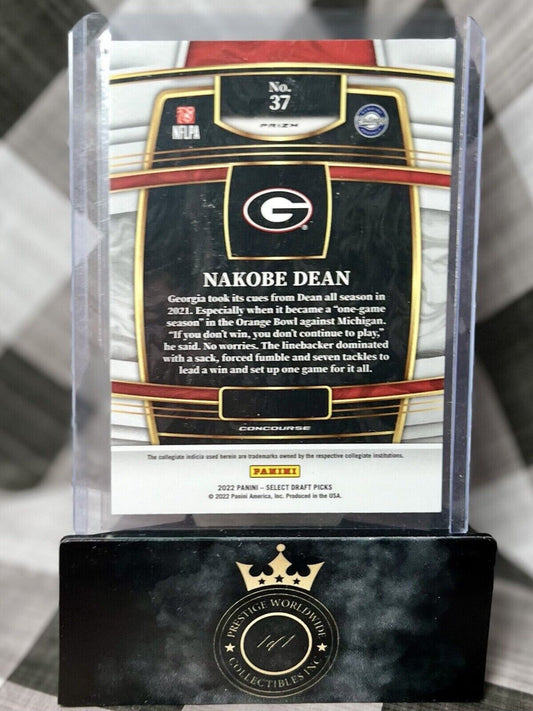 No.
37
PRIZM
NFLPA
G
®
NAKOBE DEAN
Georgia took its cues from Dean all season in
2021. Especially when it became a “one-game
season” in the Orange Bowl against Michigan.
“If you don’t win, you don’t continue to play,”
he said. No worries. The linebacker dominated
with a sack, forced fumble and seven tackles to
lead a win and set up one game for it all.
CONCOURSE
The collegiate indicia used herein are trademarks owned by the respective collegiate institutions.
PANINI
2022 PANINI – SELECT DRAFT PICKS
© 2022 Panini America, Inc. Produced in the USA.
★ PRESTIGE WORLDWIDE ★
1of1
COLLECTIBLES INC